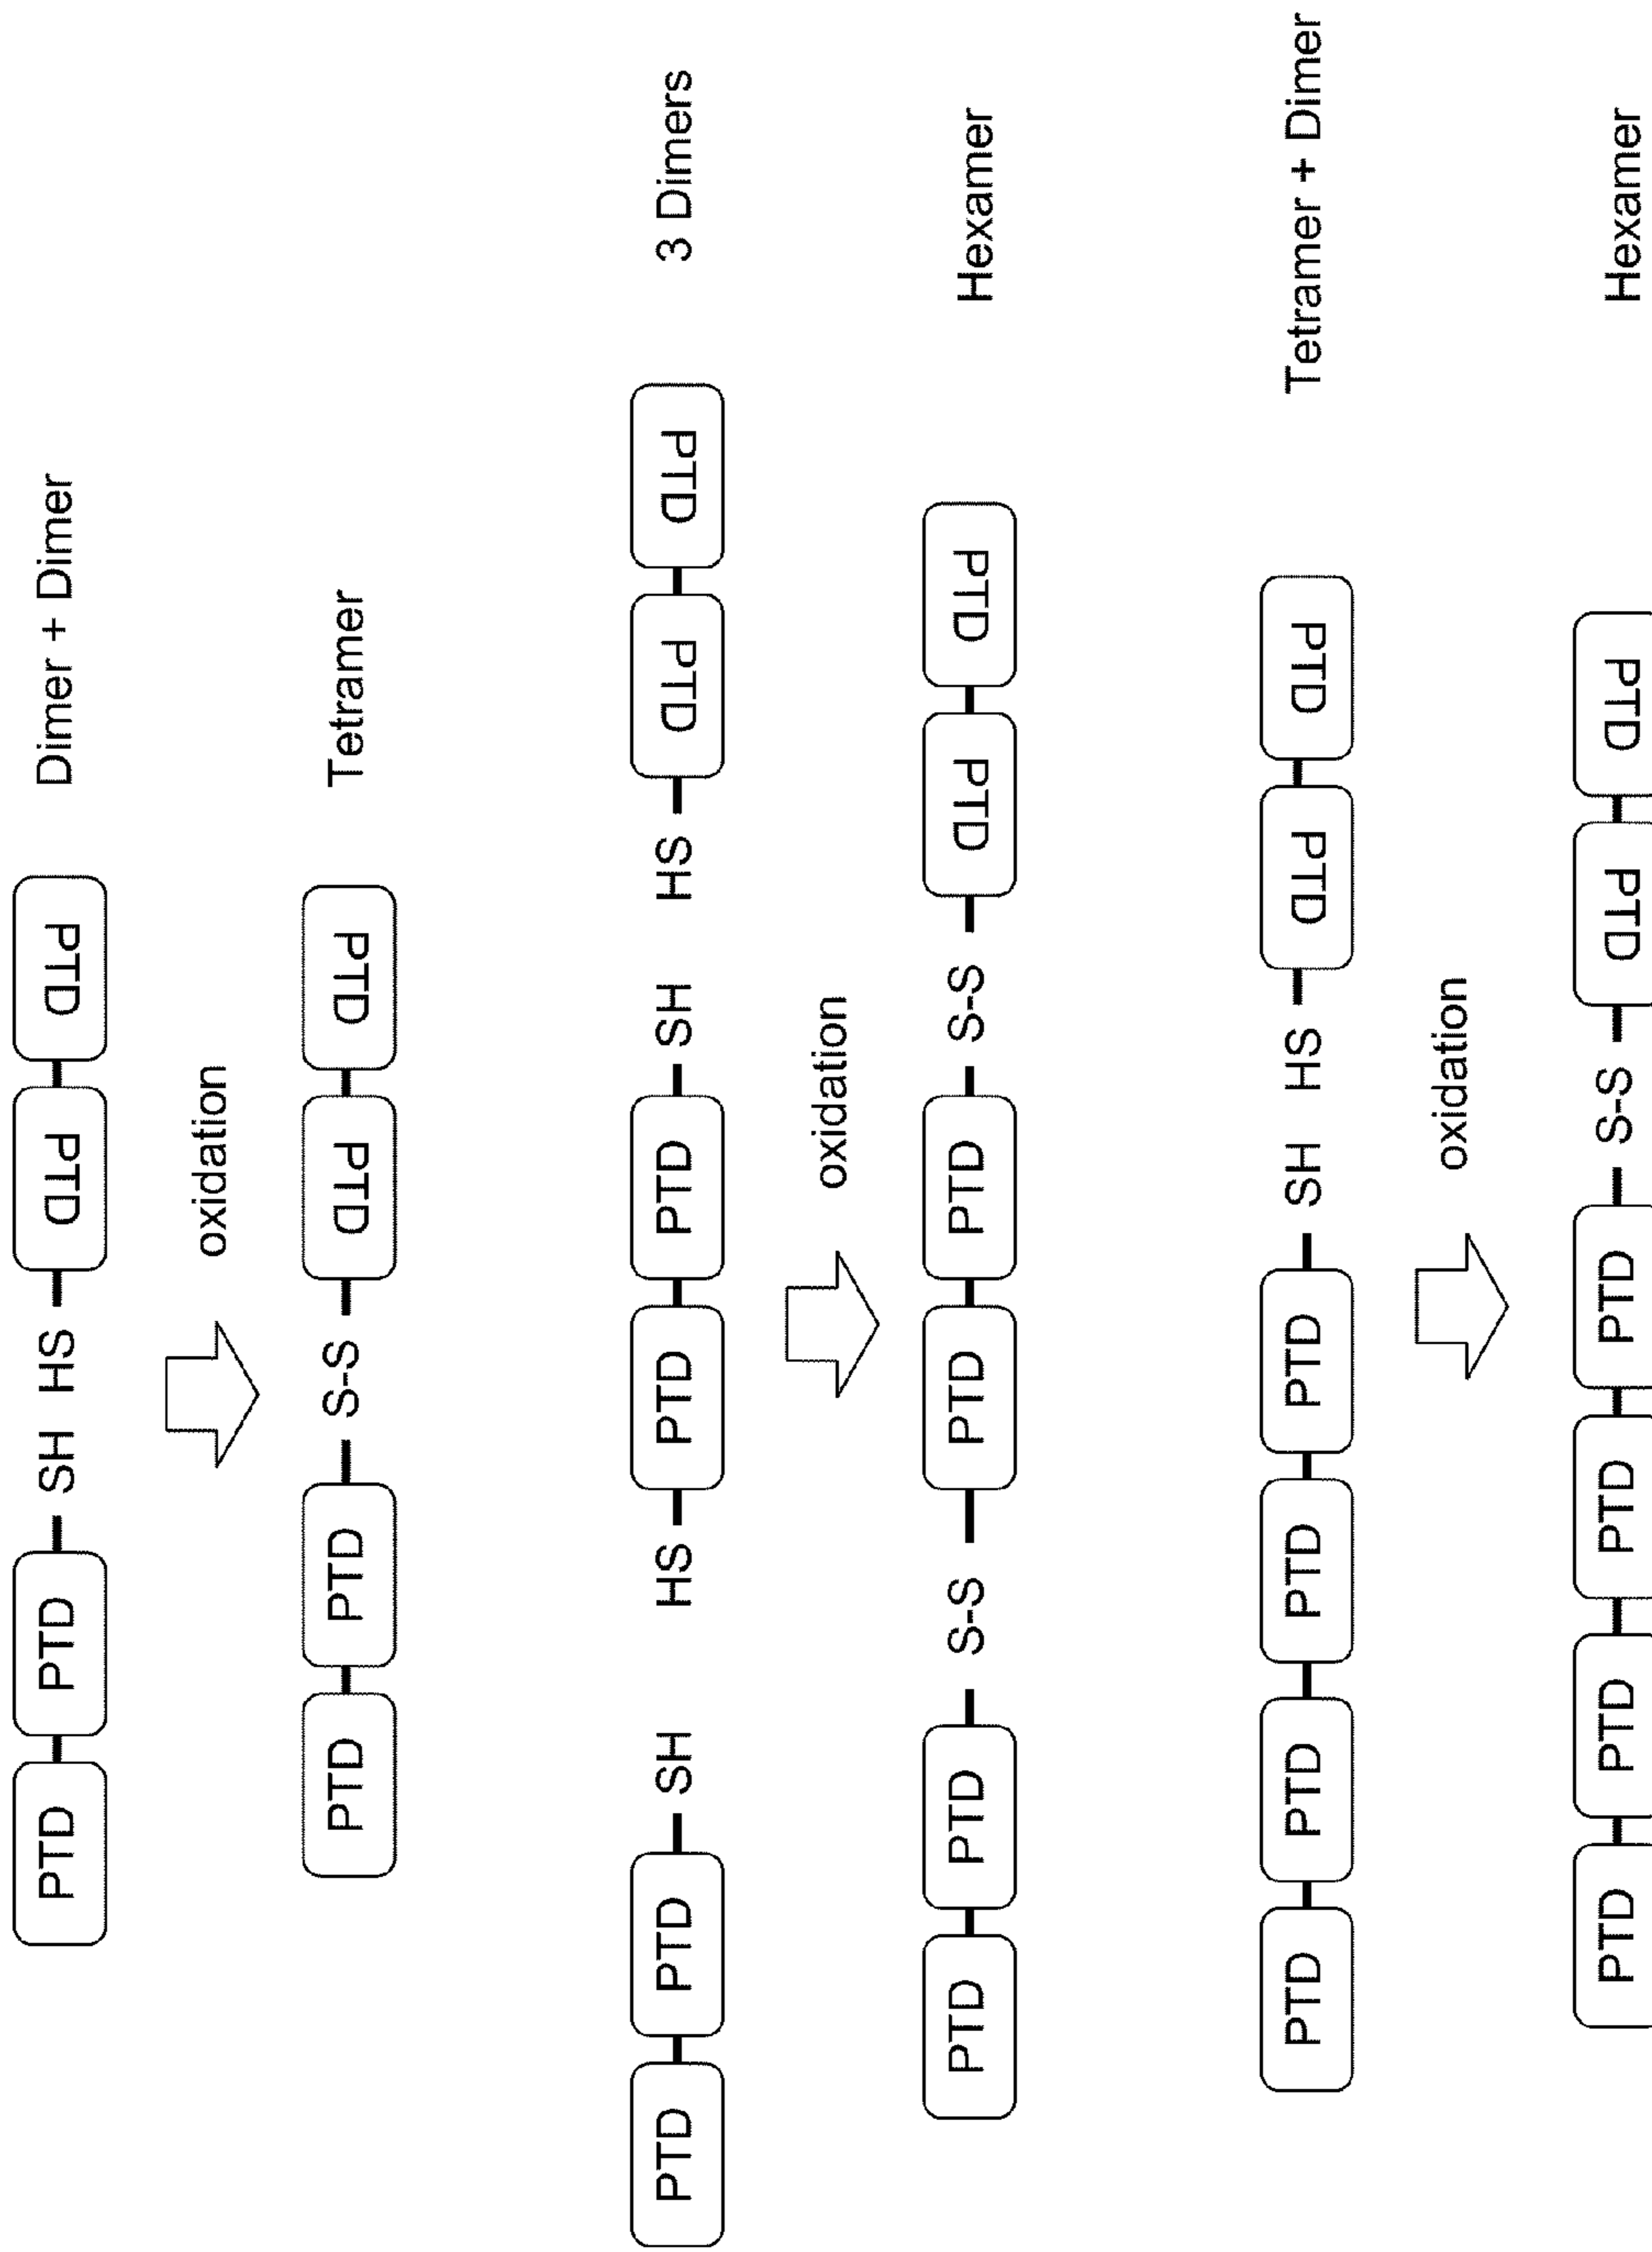 PTD PTD SH HS PTD PTD Dimer + Dimer
oxidation
PTD PTD S-S PTD PTD Tetramer
PTD PTD SH HS PTD PTD SH HS PTD PTD 3 Dimers
oxidation
PTD PTD S-S PTD PTD S-S PTD PTD Hexamer
PTD PTD PTD PTD SH HS PTD PTD Tetramer + Dimer
oxidation
PTD PTD PTD PTD S-S PTD PTD Hexamer